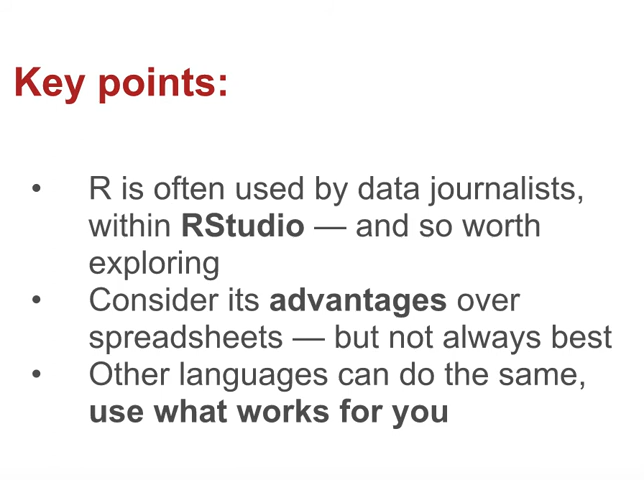 Key points:
• R is often used by data journalists,
within RStudio — and so worth
exploring
• Consider its advantages over
spreadsheets — but not always best
• Other languages can do the same,
use what works for you